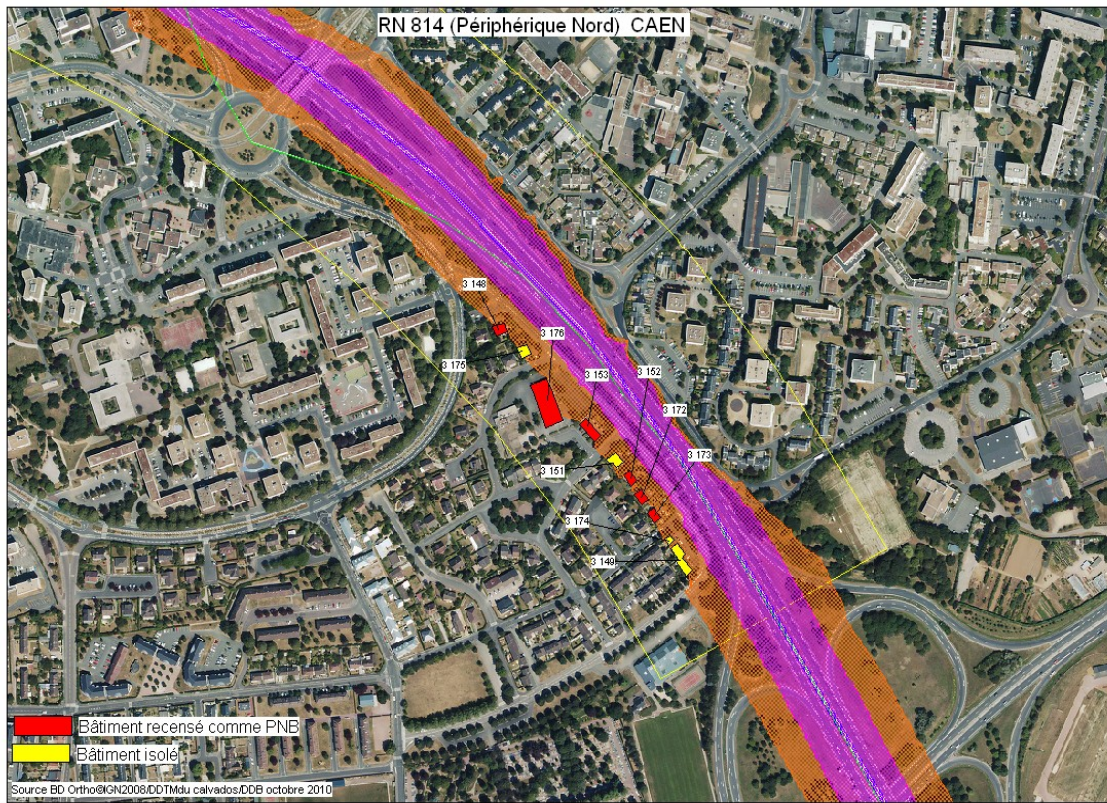 RN 814 (Périphérique Nord) CAEN
3 148
3 176
3 175
3 153
3 152
3 172
3 151
3 173
3 174
3 149
Bâtiment recensé comme PNB
Bâtiment isolé
Source BD Ortho©IGN2008/DDTMdu calvados/DDB octobre 2010